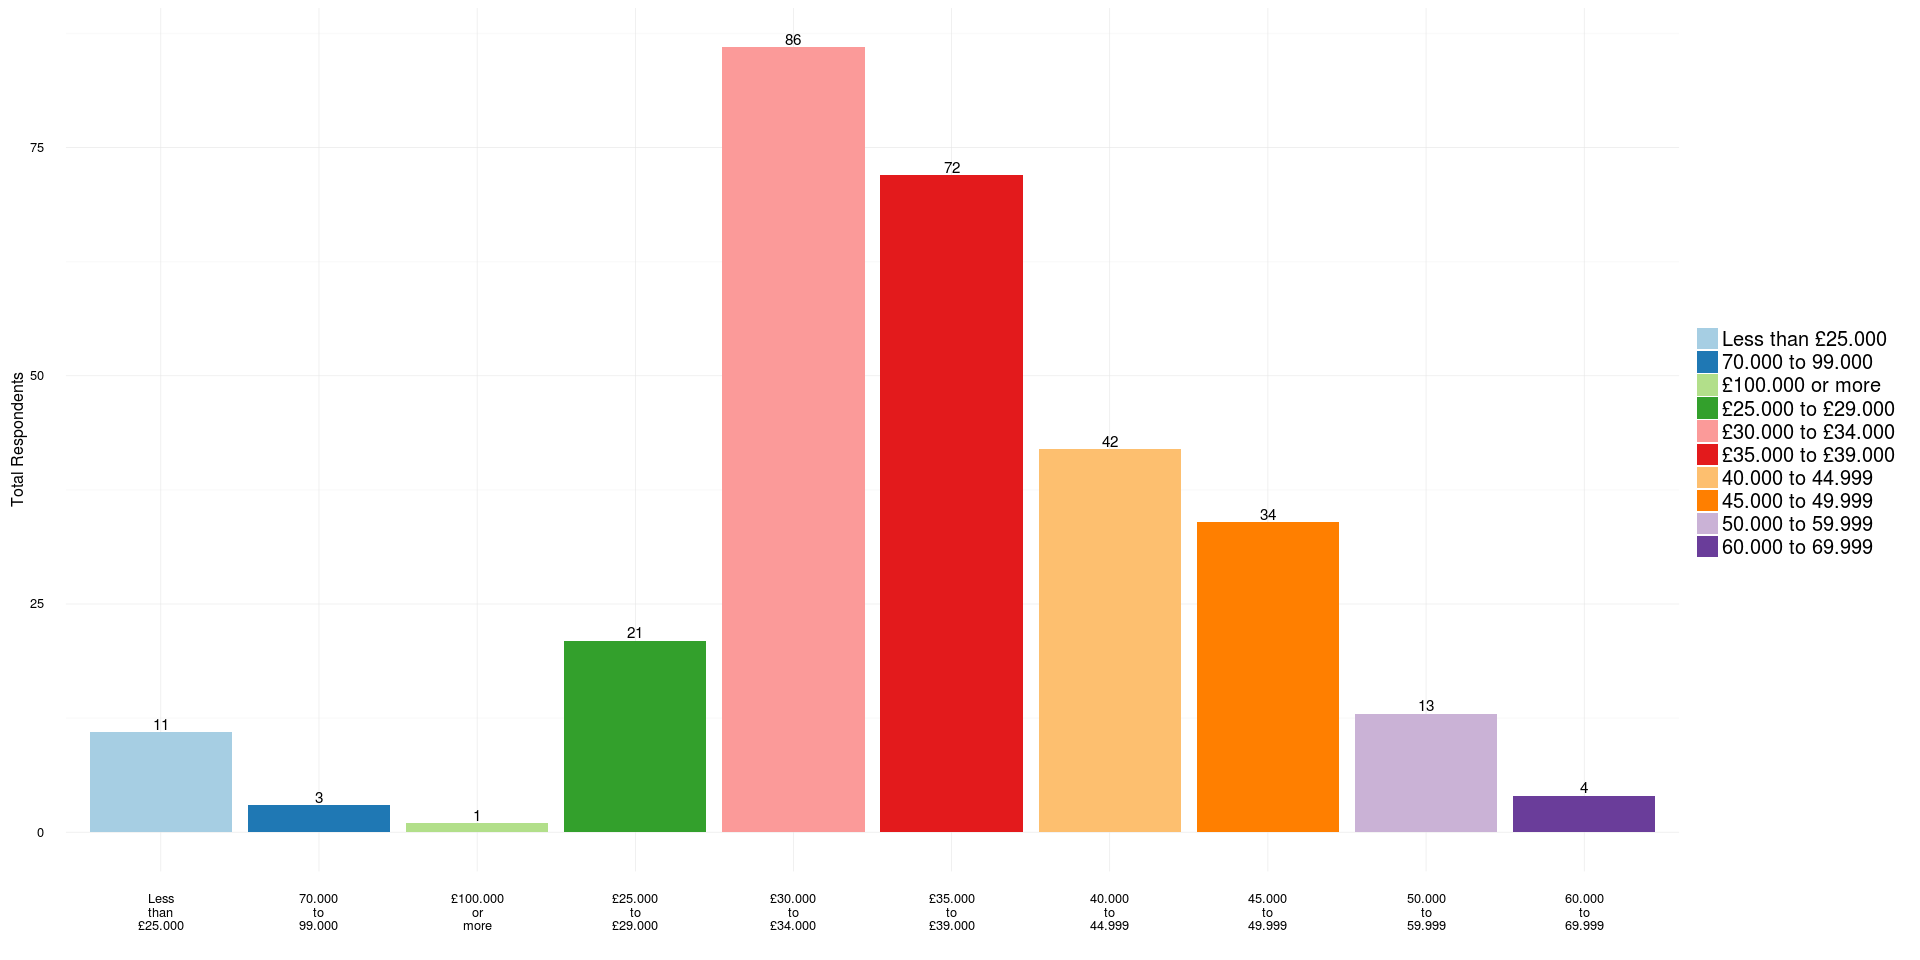 86
75
72
50
42
34
25
21
13
11
4
3
1
0
Total Respondents
Less
than
£25.000
70.000
to
99.000
£100.000
or
more
£25.000
to
£29.000
£30.000
to
£34.000
£35.000
to
£39.000
40.000
to
44.999
45.000
to
49.999
50.000
to
59.999
60.000
to
69.999
Less than £25.000
70.000 to 99.000
£100.000 or more
£25.000 to £29.000
£30.000 to £34.000
£35.000 to £39.000
40.000 to 44.999
45.000 to 49.999
50.000 to 59.999
60.000 to 69.999